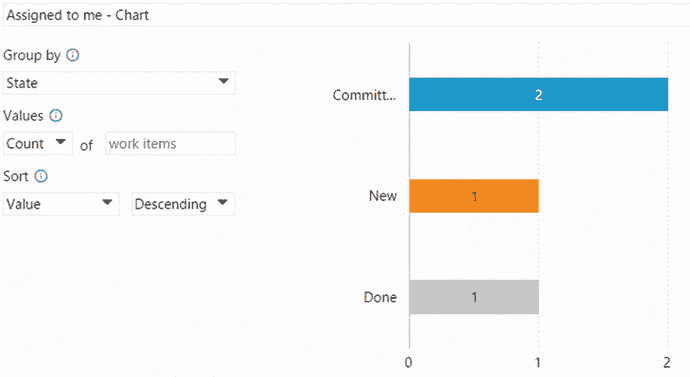 Assigned to me - Chart
Group by
State
Values
Count of work items
Sort
Value Descending
Committ... 2
New 1
Done 1
0 1 2